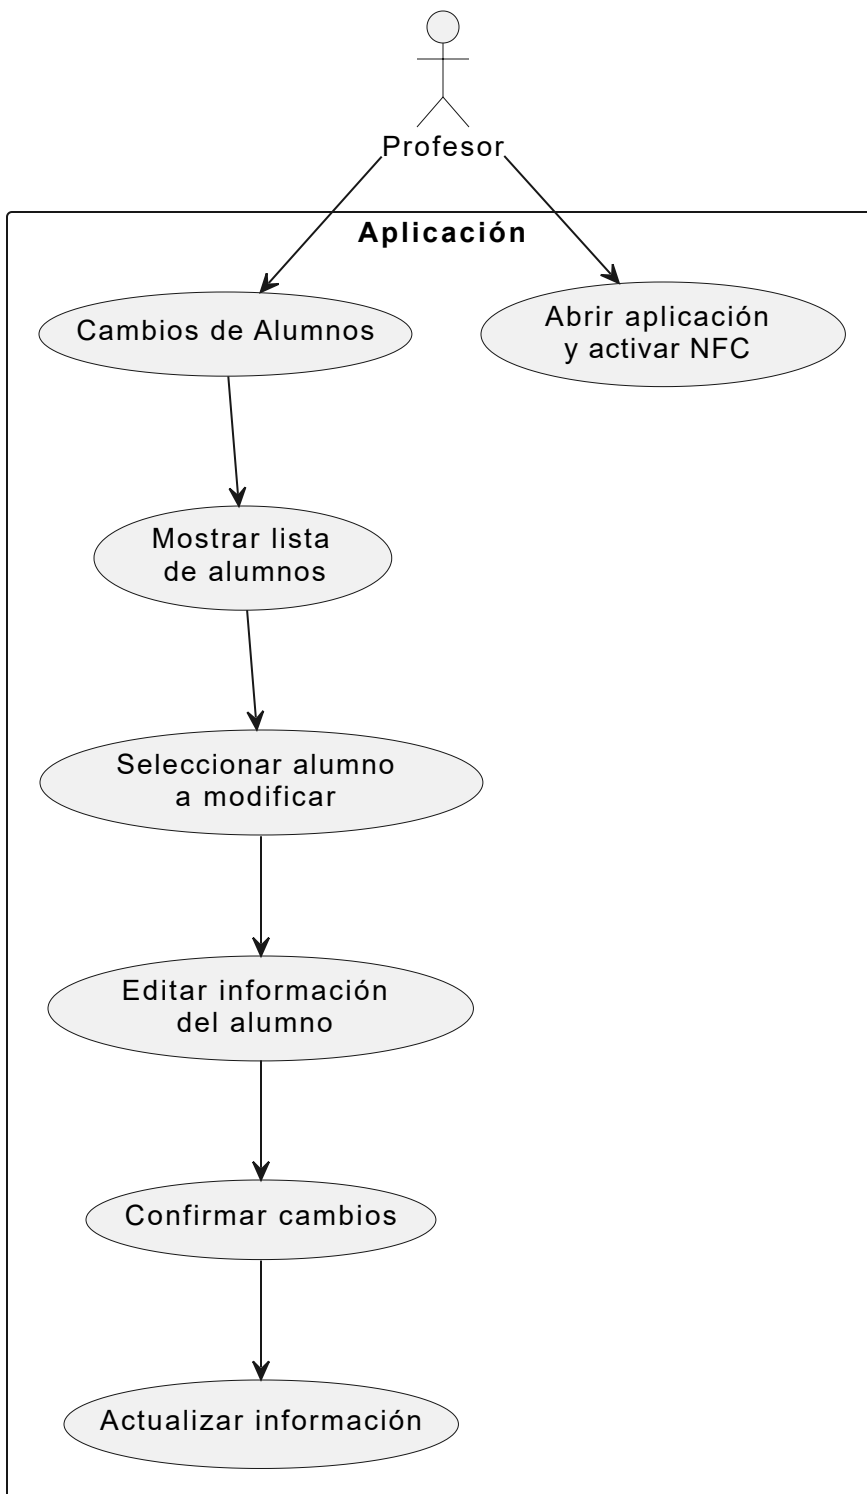 Profesor
Aplicación
Cambios de Alumnos
Abrir aplicación
y activar NFC
Mostrar lista
de alumnos
Seleccionar alumno
a modificar
Editar información
del alumno
Confirmar cambios
Actualizar información